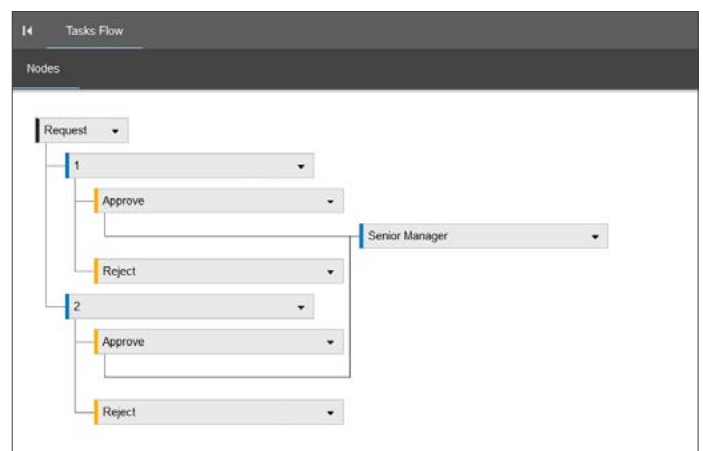 Tasks Flow
Nodes
Request
1
Approve
Senior Manager
Reject
2
Approve
Reject